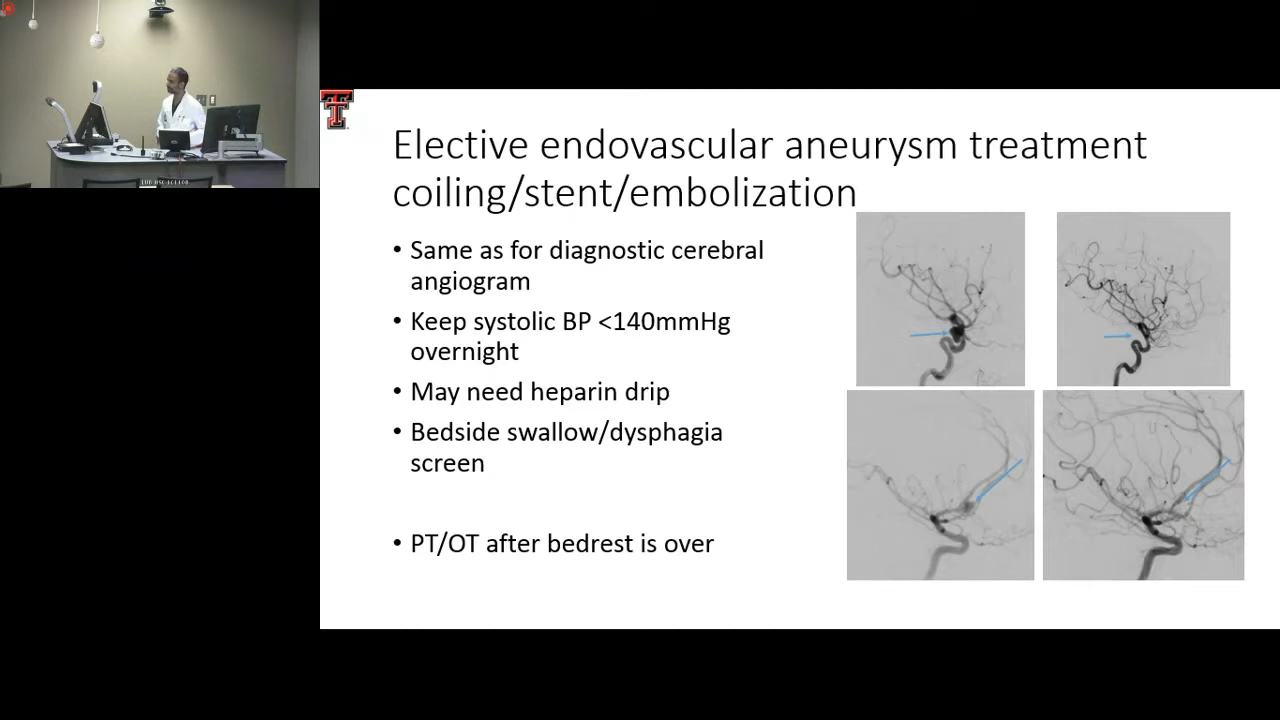 Elective endovascular aneurysm treatment
coiling/stent/embolization
• Same as for diagnostic cerebral
angiogram
• Keep systolic BP <140mmHg
overnight
• May need heparin drip
• Bedside swallow/dysphagia
screen
• PT/OT after bedrest is over